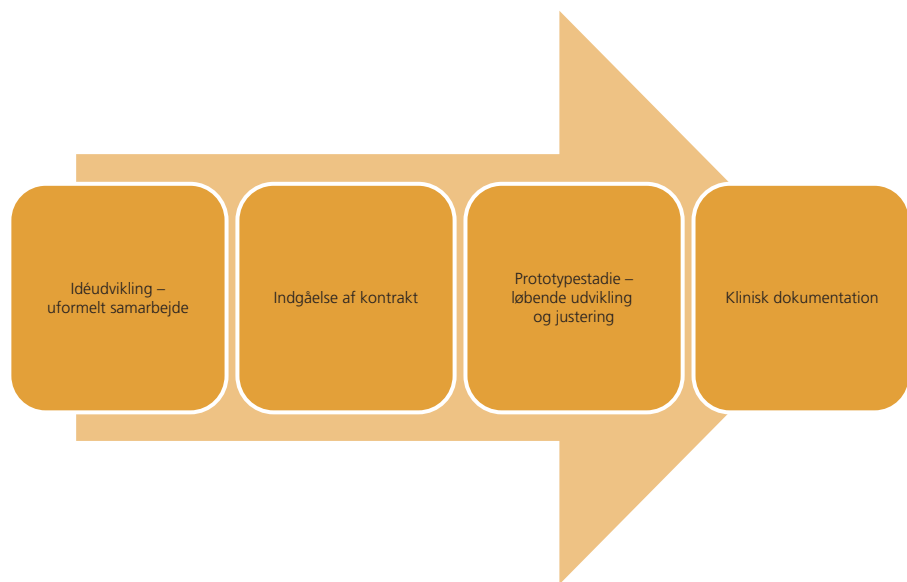 Idéudvikling –
uformelt samarbejde
Indgåelse af kontrakt
Prototypestadie –
løbende udvikling
og justering
Klinisk dokumentation